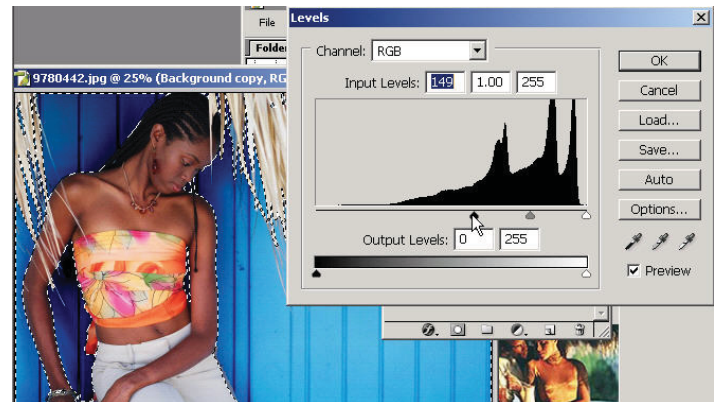 File
Folde
9780442.jpg @ 25% (Background copy, RG
Levels
Channel: RGB
Input Levels: 149 1.00 255
Output Levels: 0 255
OK
Cancel
Load...
Save...
Auto
Options...
Preview